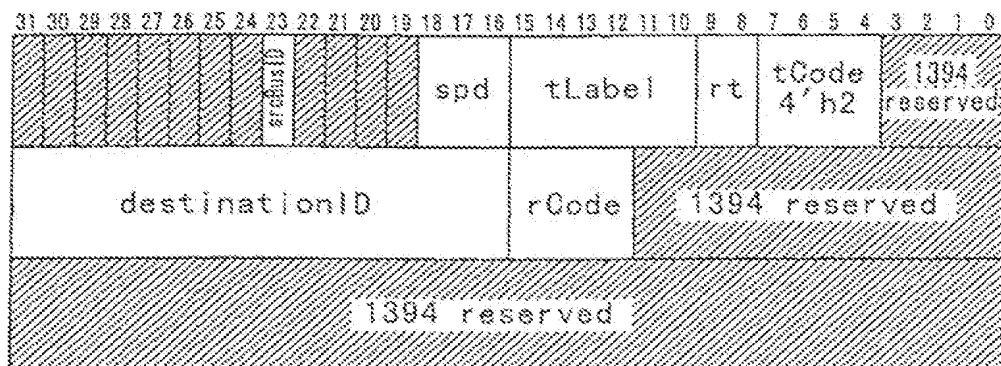 31 30 29 28 27 26 25 24 23 22 21 20 19 18 17 16 15 14 13 12 11 10 9 8 7 6 5 4 3 2 1 0
srcBusID spd tLabel rt tCode 1394
4'h2 reserved
destinationID rCode 1394 reserved
1394 reserved